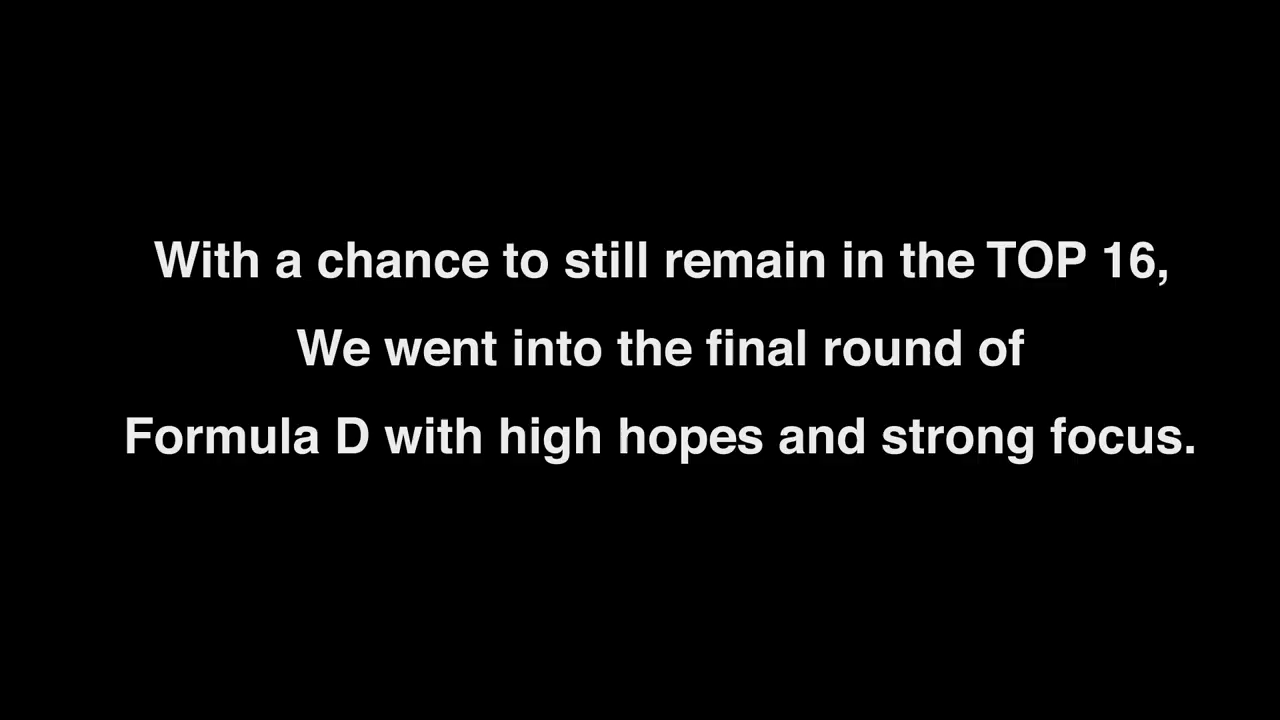 With a chance to still remain in the TOP 16,
We went into the final round of
Formula D with high hopes and strong focus.